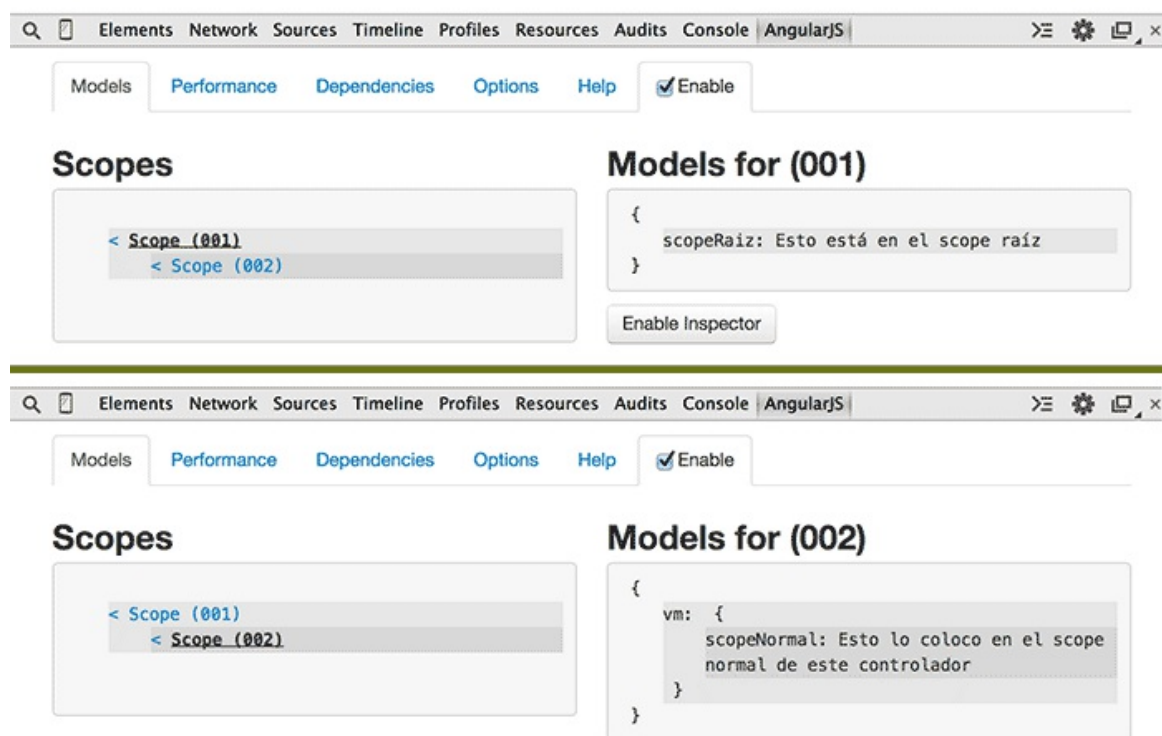 Elements Network Sources Timeline Profiles Resources Audits Console AngularJS
Models Performance Dependencies Options Help Enable
Scopes
< Scope (001)
< Scope (002)
Models for (001)
{
scopeRaiz: Esto está en el scope raíz
}
Enable Inspector
Elements Network Sources Timeline Profiles Resources Audits Console AngularJS
Models Performance Dependencies Options Help Enable
Scopes
< Scope (001)
< Scope (002)
Models for (002)
{
vm: {
scopeNormal: Esto lo coloco en el scope
normal de este controlador
}
}